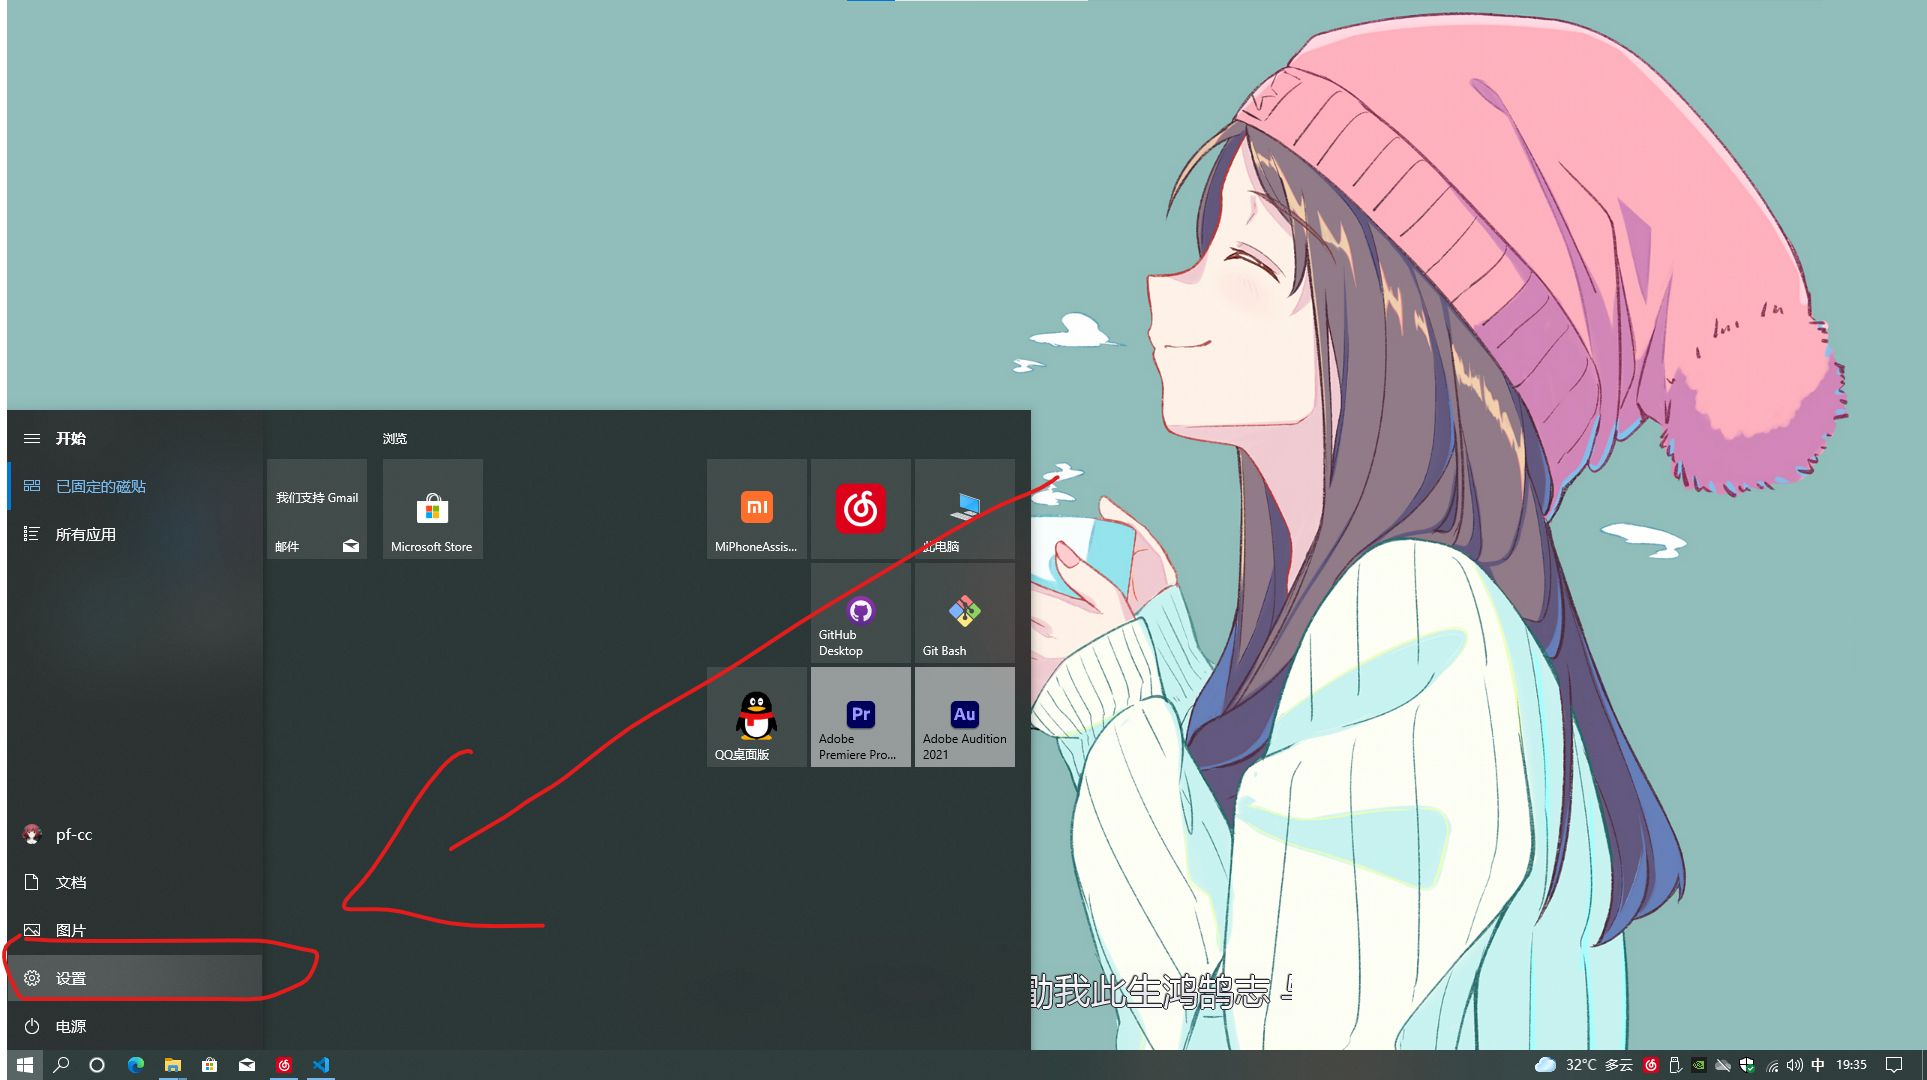 开始
已固定的磁贴
所有应用
pf-cc
文档
图片
设置
电源
浏览
我们支持 Gmail
邮件
Microsoft Store
MiPhoneAssis...
此电脑
GitHub
Desktop
Git Bash
QQ桌面版
Pr
Adobe
Premiere Pro...
Au
Adobe Audition
2021
我此生鸿鹄志
32°C 多云
中
19:35